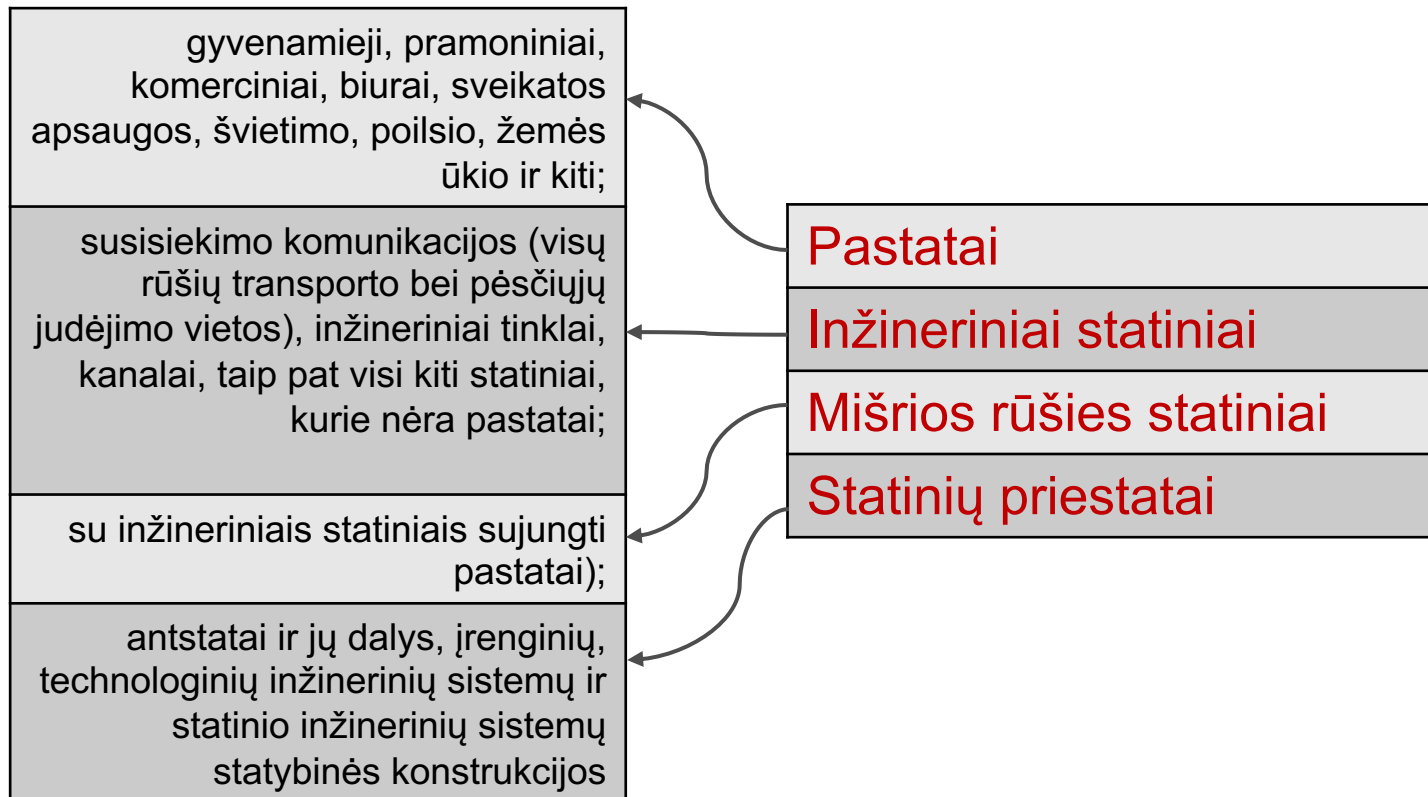 gyvenamieji, pramoniniai,
komerciniai, biurai, sveikatos
apsaugos, švietimo, poilsio, žemės
ūkio ir kiti;
susisiekimo komunikacijos (visų
rūšių transporto bei pėsčiųjų
judėjimo vietos), inžineriniai tinklai,
kanalai, taip pat visi kiti statiniai,
kurie nėra pastatai;
su inžineriniais statiniais sujungti
pastatai);
antstatai ir jų dalys, įrenginių,
technologinių inžinerinių sistemų ir
statinio inžinerinių sistemų
statybinės konstrukcijos
Pastatai
Inžineriniai statiniai
Mišrios rūšies statiniai
Statinių priestatai